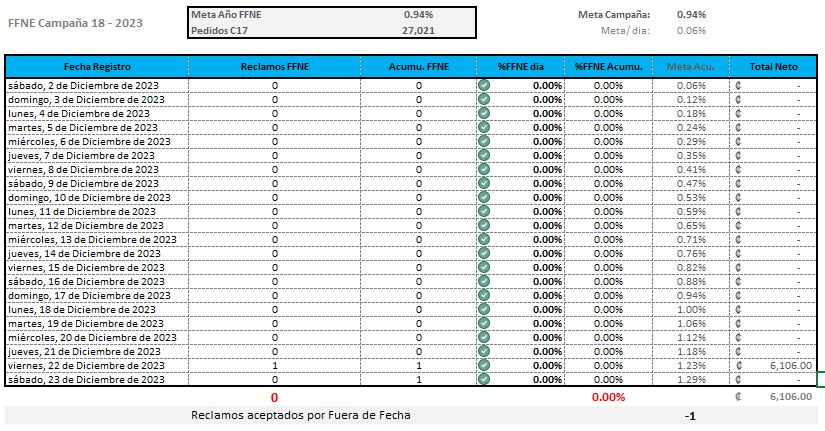 FFNE Campaña 18 - 2023
Meta Año FFNE 0.94%
Pedidos C17 27,021
Meta Campaña: 0.94%
Meta/ dia: 0.06%
Fecha Registro Reclamos FFNE Acumu. FFNE %FFNE dia %FFNE Acumu. Meta Acu. Total Neto
sábado, 2 de Diciembre de 2023 0 0 0.00% 0.00% 0.06% ₡ -
domingo, 3 de Diciembre de 2023 0 0 0.00% 0.00% 0.12% ₡ -
lunes, 4 de Diciembre de 2023 0 0 0.00% 0.00% 0.18% ₡ -
martes, 5 de Diciembre de 2023 0 0 0.00% 0.00% 0.24% ₡ -
miércoles, 6 de Diciembre de 2023 0 0 0.00% 0.00% 0.29% ₡ -
jueves, 7 de Diciembre de 2023 0 0 0.00% 0.00% 0.35% ₡ -
viernes, 8 de Diciembre de 2023 0 0 0.00% 0.00% 0.41% ₡ -
sábado, 9 de Diciembre de 2023 0 0 0.00% 0.00% 0.47% ₡ -
domingo, 10 de Diciembre de 2023 0 0 0.00% 0.00% 0.53% ₡ -
lunes, 11 de Diciembre de 2023 0 0 0.00% 0.00% 0.59% ₡ -
martes, 12 de Diciembre de 2023 0 0 0.00% 0.00% 0.65% ₡ -
miércoles, 13 de Diciembre de 2023 0 0 0.00% 0.00% 0.71% ₡ -
jueves, 14 de Diciembre de 2023 0 0 0.00% 0.00% 0.76% ₡ -
viernes, 15 de Diciembre de 2023 0 0 0.00% 0.00% 0.82% ₡ -
sábado, 16 de Diciembre de 2023 0 0 0.00% 0.00% 0.88% ₡ -
domingo, 17 de Diciembre de 2023 0 0 0.00% 0.00% 0.94% ₡ -
lunes, 18 de Diciembre de 2023 0 0 0.00% 0.00% 1.00% ₡ -
martes, 19 de Diciembre de 2023 0 0 0.00% 0.00% 1.06% ₡ -
miércoles, 20 de Diciembre de 2023 0 0 0.00% 0.00% 1.12% ₡ -
jueves, 21 de Diciembre de 2023 0 0 0.00% 0.00% 1.18% ₡ -
viernes, 22 de Diciembre de 2023 1 1 0.00% 0.00% 1.23% ₡ 6,106.00
sábado, 23 de Diciembre de 2023 0 1 0.00% 0.00% 1.29% ₡ -
0 0.00% ₡ 6,106.00
Reclamos aceptados por Fuera de Fecha -1